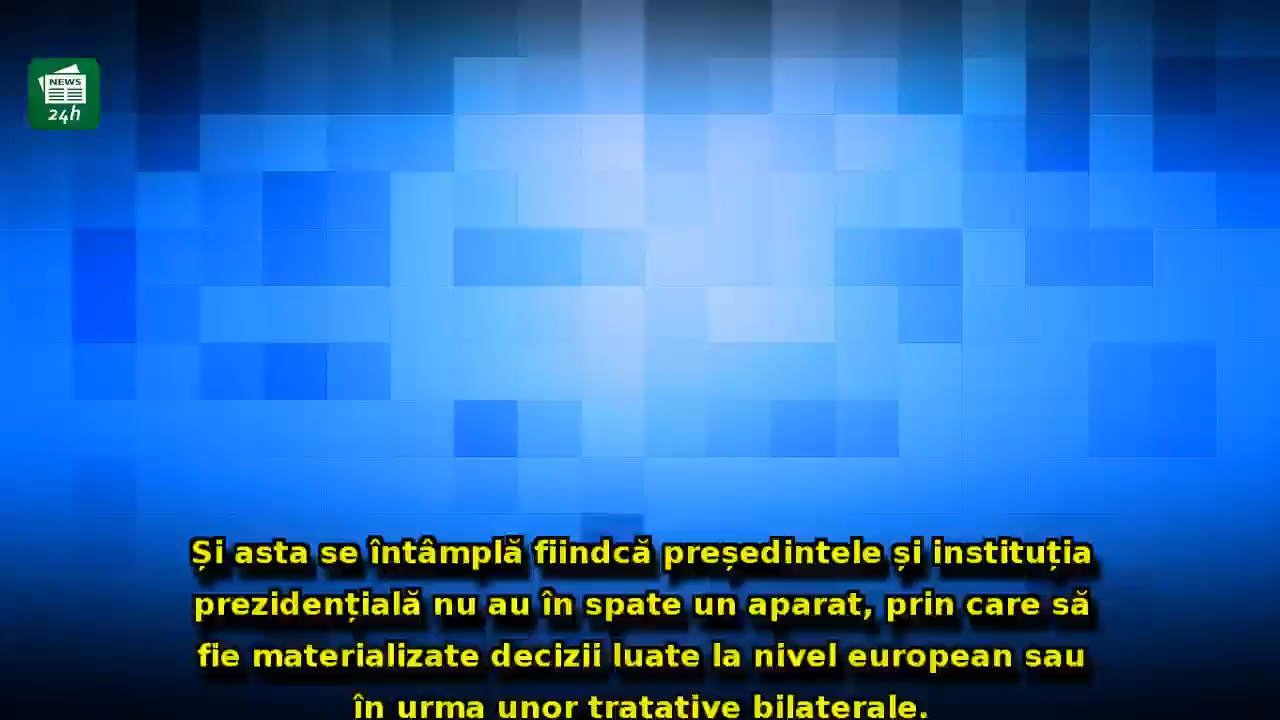 NEWS
24h
Și asta se întâmplă fiindcă președintele și instituția
prezidențială nu au în spate un aparat, prin care să
fie materializate decizii luate la nivel european sau
în urma unor tratative bilaterale.